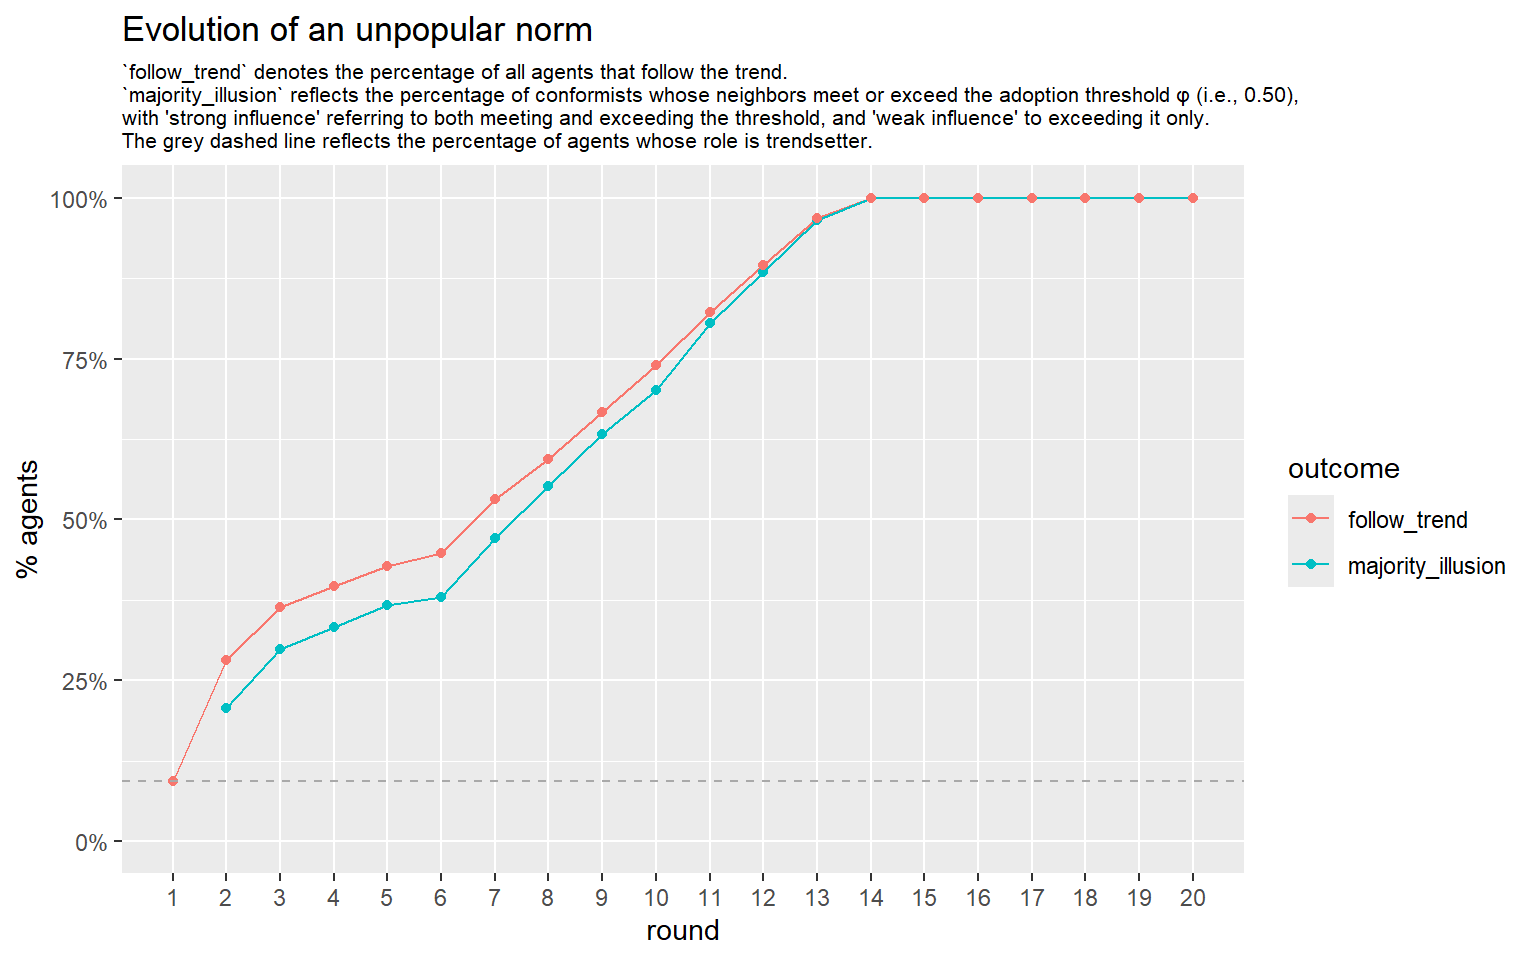 Evolution of an unpopular norm
`follow_trend` denotes the percentage of all agents that follow the trend.
`majority_illusion` reflects the percentage of conformists whose neighbors meet or exceed the adoption threshold φ (i.e., 0.50),
with 'strong influence' referring to both meeting and exceeding the threshold, and 'weak influence' to exceeding it only.
The grey dashed line reflects the percentage of agents whose role is trendsetter.
100%
75%
50%
25%
0%
% agents
1 2 3 4 5 6 7 8 9 10 11 12 13 14 15 16 17 18 19 20
round
outcome
follow_trend
majority_illusion